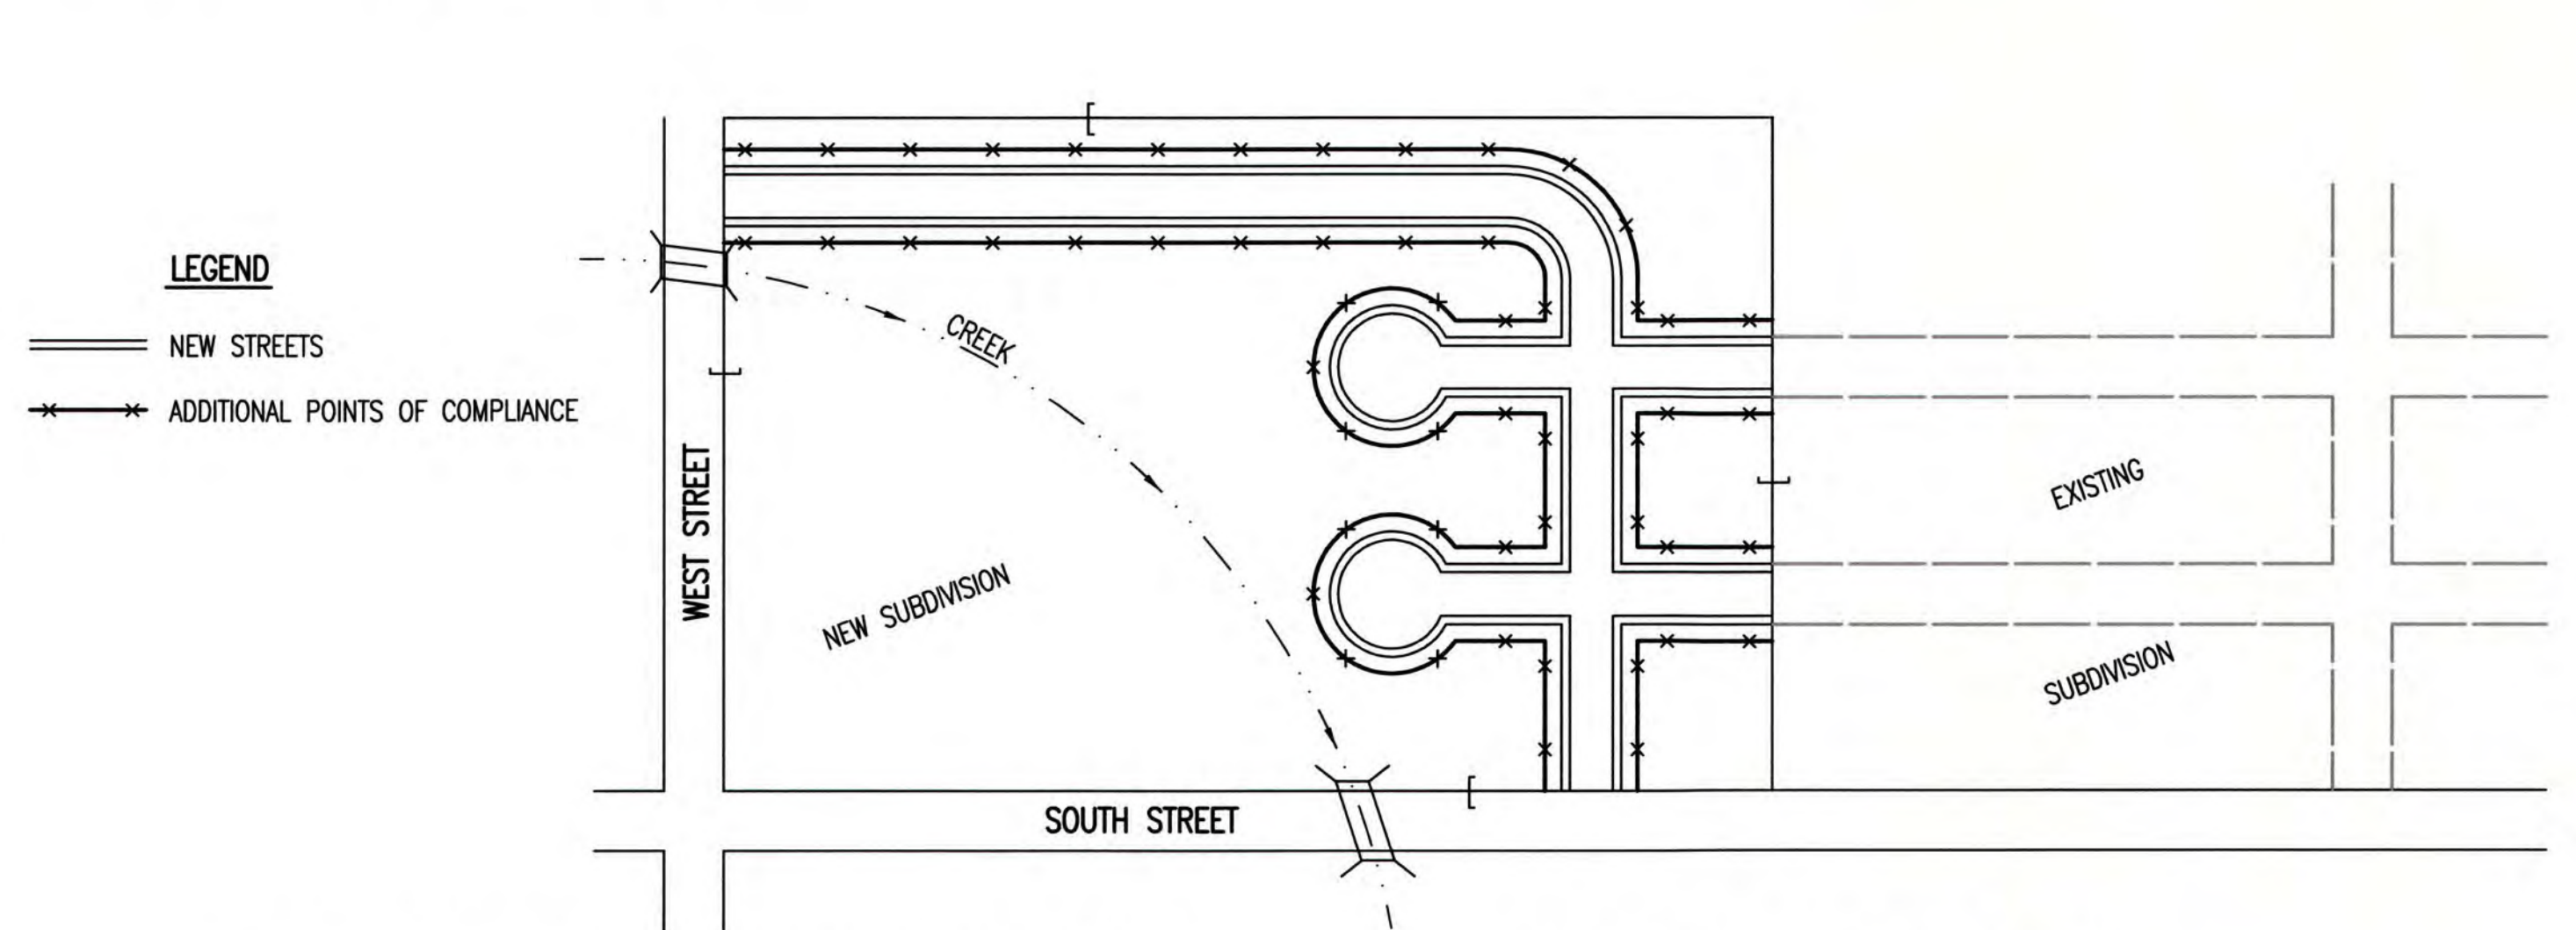 LEGEND
NEW STREETS
ADDITIONAL POINTS OF COMPLIANCE
CREEK
WEST STREET
NEW SUBDIVISION
SOUTH STREET
EXISTING
SUBDIVISION